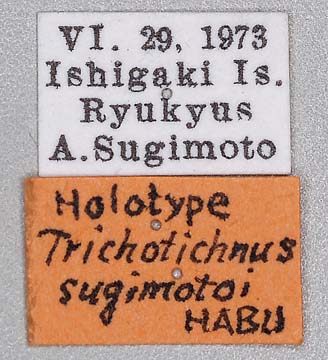 VI. 29, 1973
Ishigaki Is.
Ryukyus
A. Sugimoto
Holotype
Trichotichnus
sugimotoi
HABU